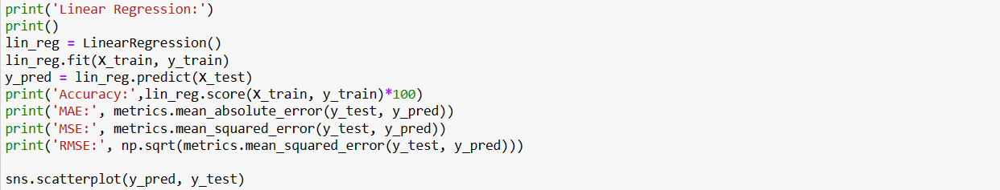 print('Linear Regression:')
print()
lin_reg = LinearRegression()
lin_reg.fit(X_train, y_train)
y_pred = lin_reg.predict(X_test)
print('Accuracy:',lin_reg.score(X_train, y_train)*100)
print('MAE:', metrics.mean_absolute_error(y_test, y_pred))
print('MSE:', metrics.mean_squared_error(y_test, y_pred))
print('RMSE:', np.sqrt(metrics.mean_squared_error(y_test, y_pred)))
sns.scatterplot(y_pred, y_test)